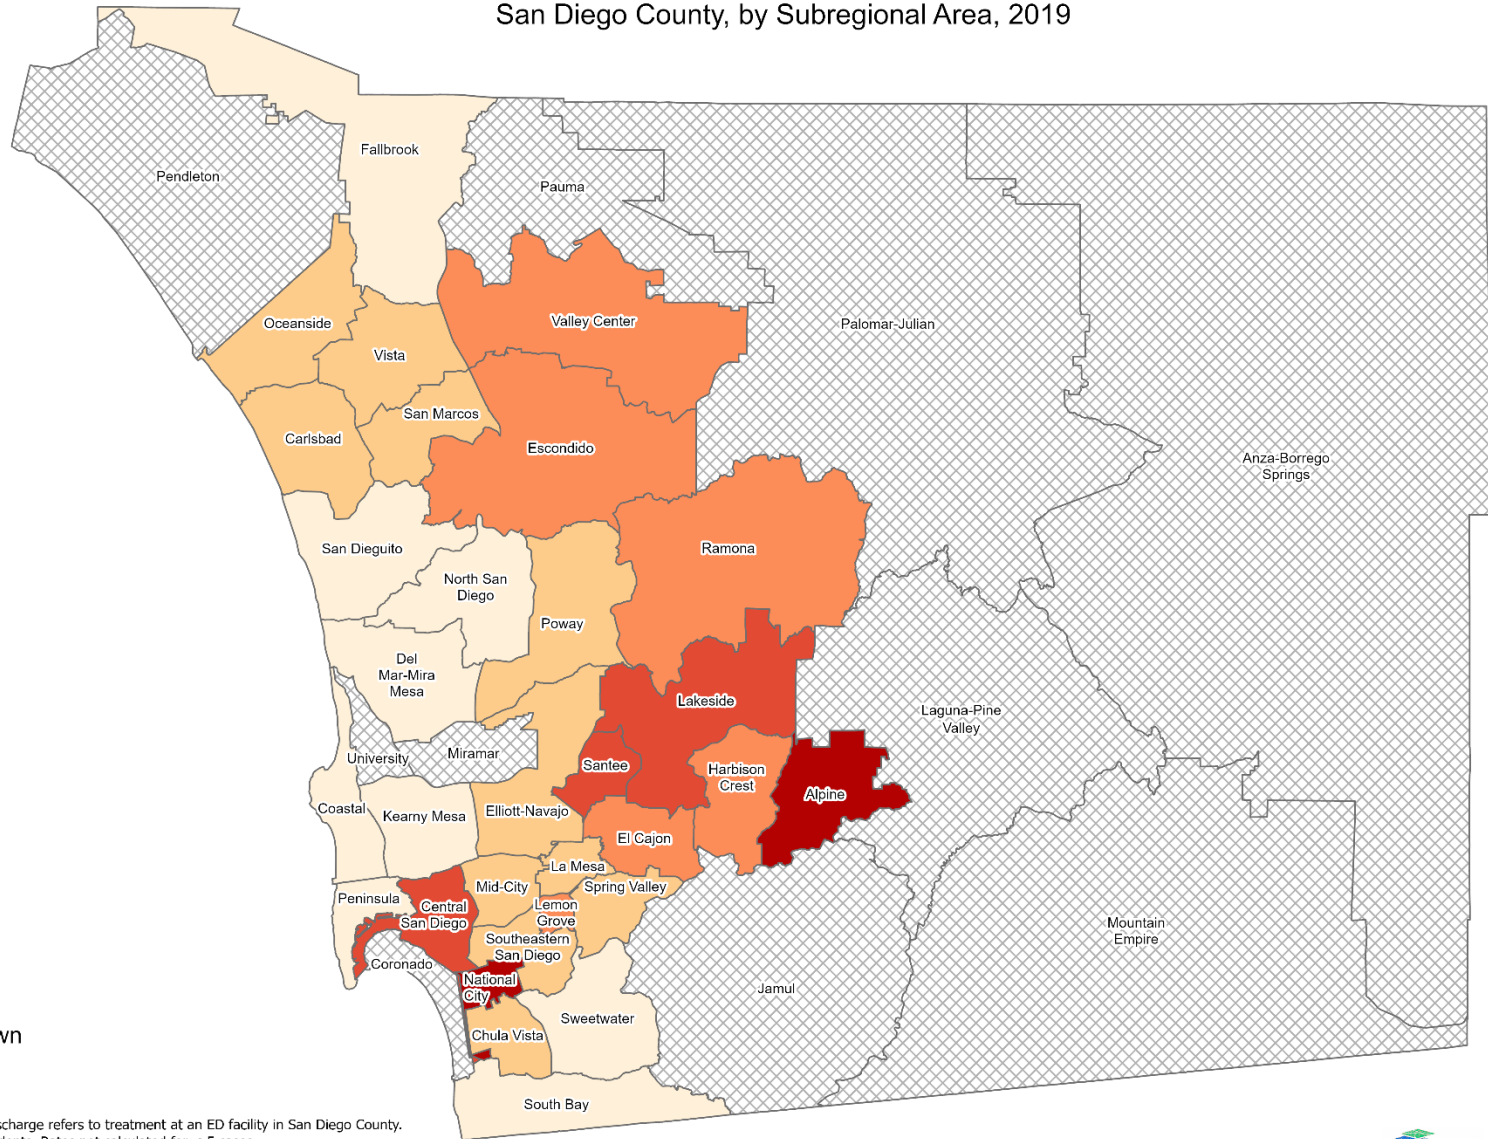 San Diego County, by Subregional Area, 2019
Fallbrook
Pendleton
Pauma
Oceanside
Valley Center
Palomar-Julian
Vista
San Marcos
Carlsbad
Escondido
Anza-Borrego
Springs
San Dieguito
Ramona
North San
Diego
Poway
Del
Mar-Mira
Mesa
Lakeside
Laguna-Pine
Valley
University
Miramar
Santee
Harbison
Crest
Alpine
Coastal
Kearny Mesa
Elliott-Navajo
El Cajon
La Mesa
Mid-City
Spring Valley
Peninsula
Central
San Diego
Lemon
Grove
Mountain
Empire
Southeastern
San Diego
Coronado
National
City
Jamul
Sweetwater
Chula Vista
wn
South Bay
scharge refers to treatment at an ED facility in San Diego County.